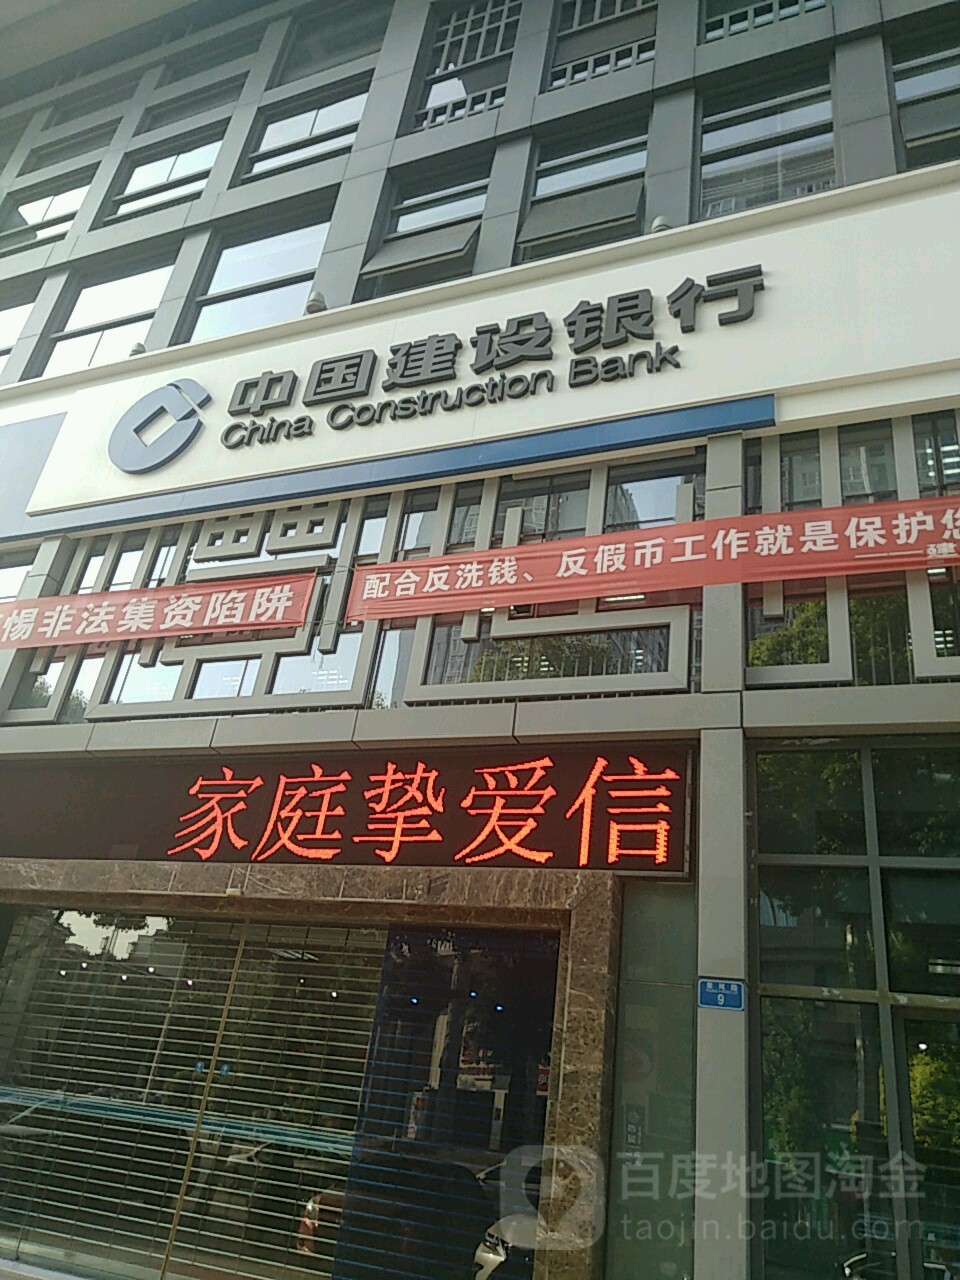 中国建设银行
China Construction Bank
惕非法集资陷阱
配合反洗钱、反假币工作就是保护您
——建
家庭挚爱信
9
百度地图淘金
taojin.baidu.com